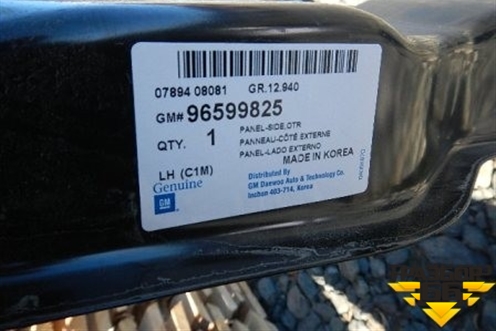 07894 08081 GR.12.940
GM# 96599825
QTY. 1
PANEL-SIDE,OTR
PANNEAU-CÔTÉ EXTERNE
PANEL-LADO EXTERNO
MADE IN KOREA
LH (C1M)
Genuine
GM
Distributed By
GM Daewoo Auto & Technology Co.
Inchon 403-714, Korea